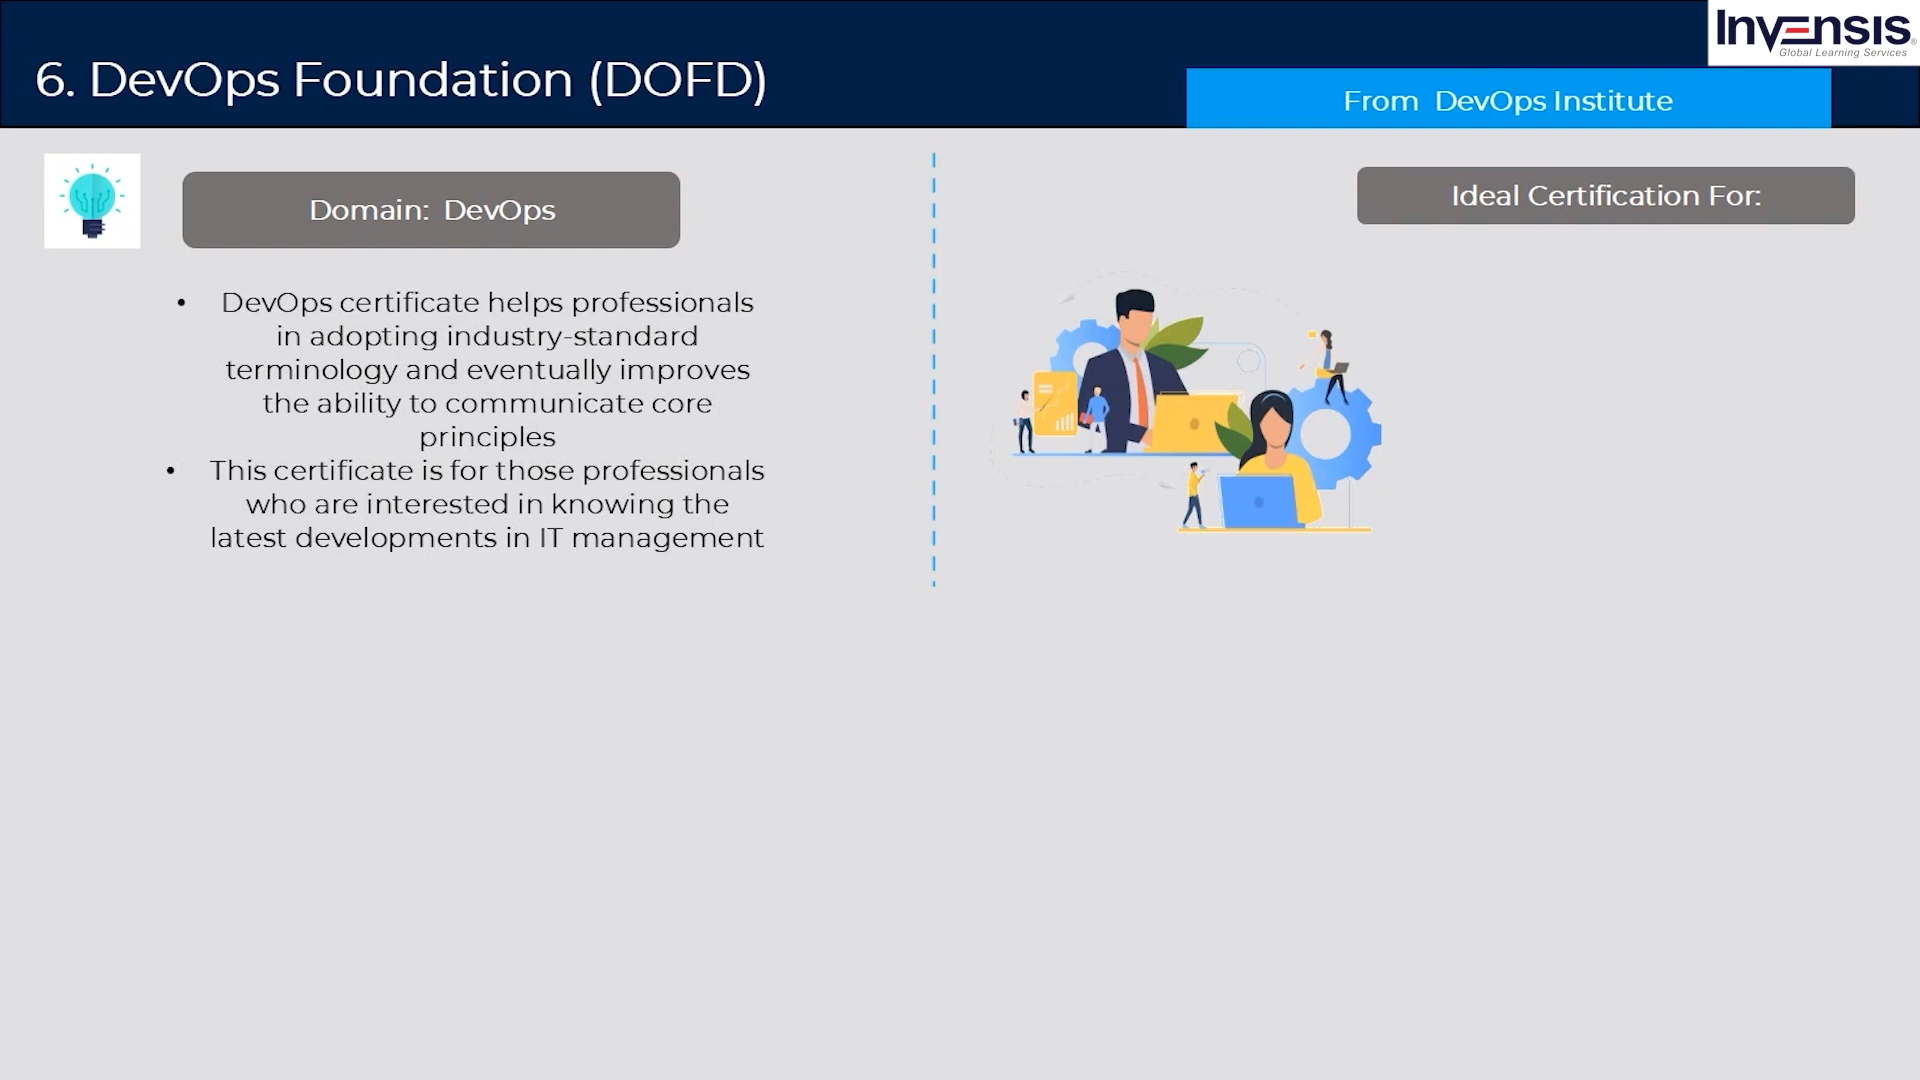 6. DevOps Foundation (DOFD)
Invensis
Global Learning Services
From DevOps Institute
Domain: DevOps
• DevOps certificate helps professionals
in adopting industry-standard
terminology and eventually improves
the ability to communicate core
principles
• This certificate is for those professionals
who are interested in knowing the
latest developments in IT management
Ideal Certification For: